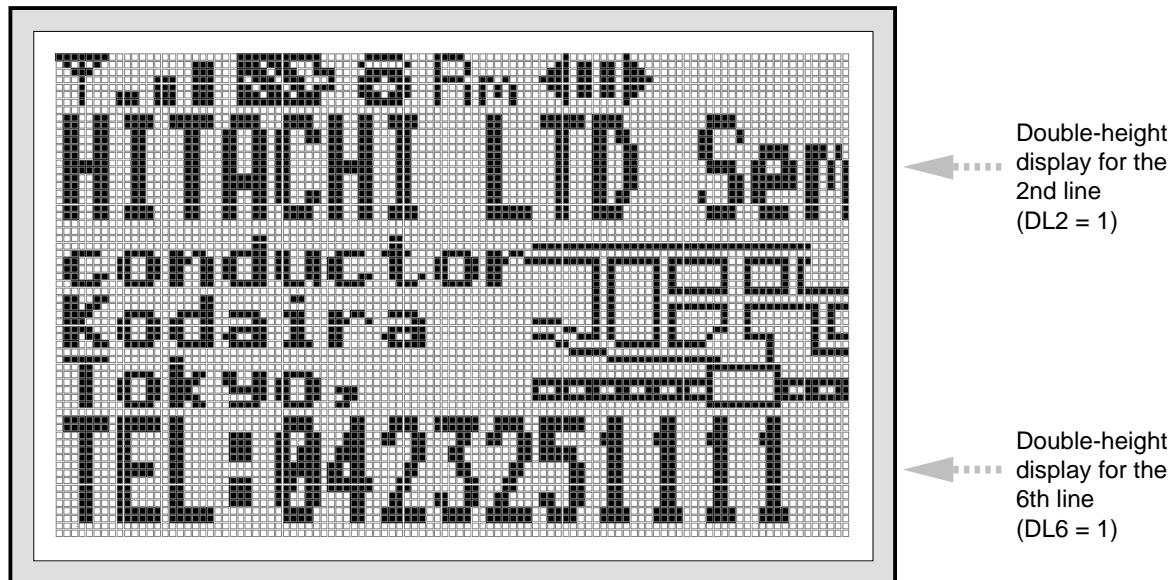 Pm
HITACHI LTD Sem
conductor
Kodaira
Tokyo,
TEL:0423251111
Double-height
display for the
2nd line
(DL2 = 1)
Double-height
display for the
6th line
(DL6 = 1)